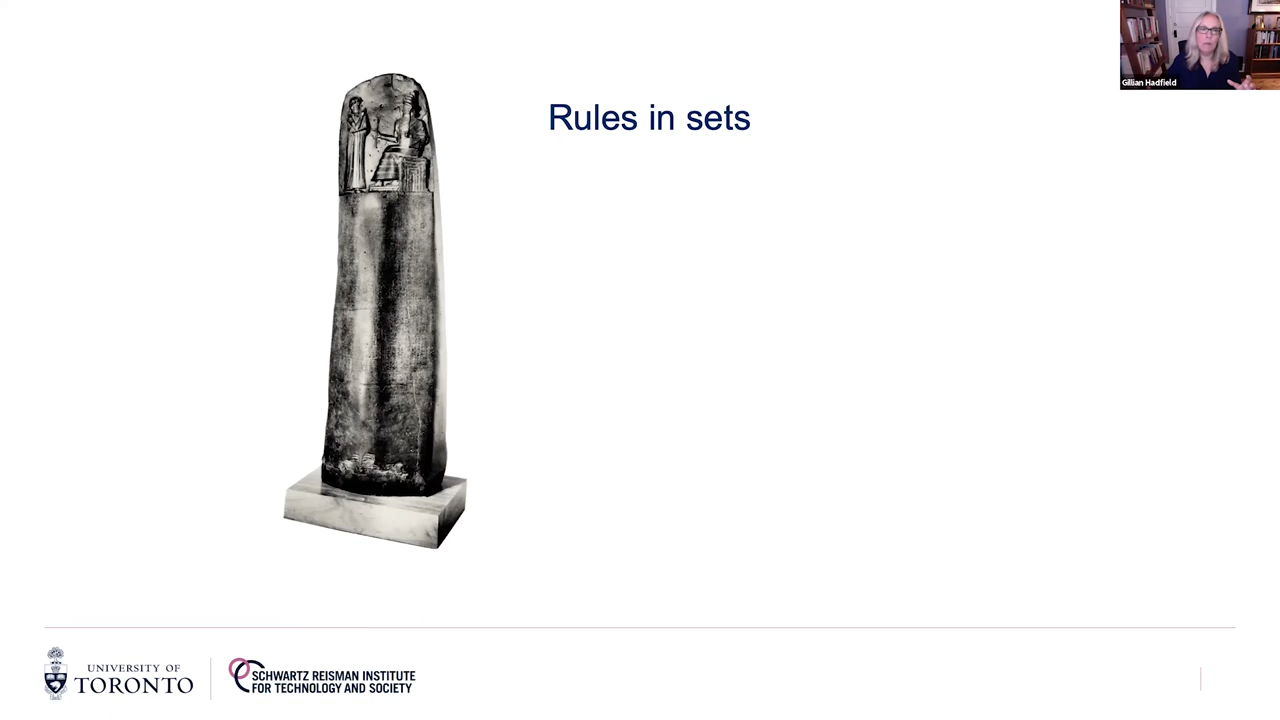 Gillian Hadfield
Rules in sets
UNIVERSITY OF
TORONTO
SCHWARTZ REISMAN INSTITUTE
FOR TECHNOLOGY AND SOCIETY